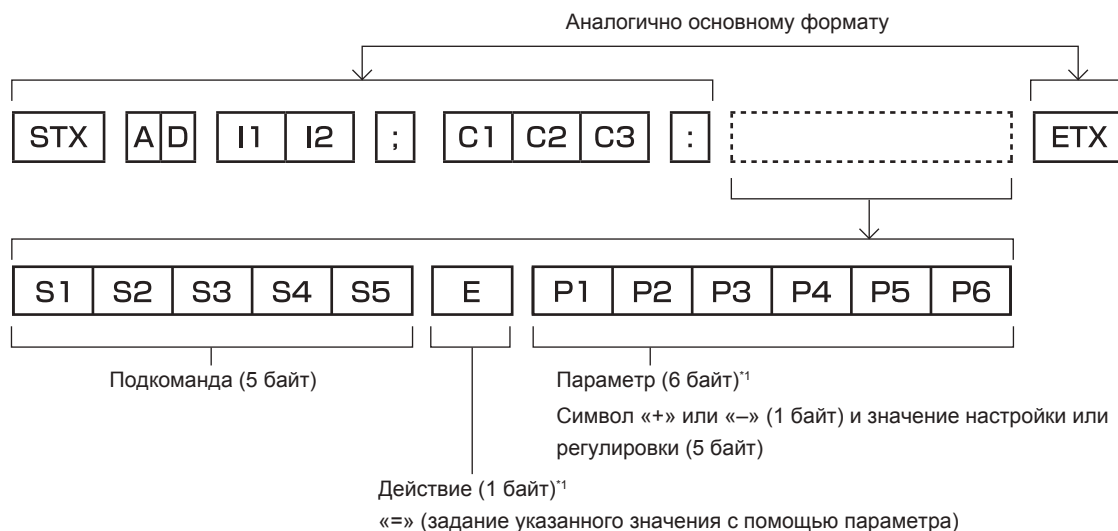 Аналогично основному формату
STX A D I1 I2 ; C1 C2 C3 : ETX
S1 S2 S3 S4 S5 E P1 P2 P3 P4 P5 P6
Подкоманда (5 байт)
Параметр (6 байт)*1
Символ «+» или «–» (1 байт) и значение настройки или
регулировки (5 байт)
Действие (1 байт)*1
«=» (задание указанного значения с помощью параметра)